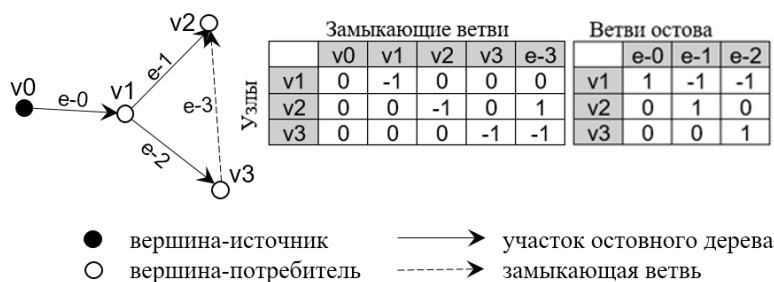 Замыкающие ветви
Ветви остова
v2
v0 v1 v2 v3 e-3
e-0 e-1 e-2
e-1
v0
v1
v1 0 -1 0 0 0
v1 1 -1 -1
e-0
e-3
Узлы
v2 0 0 -1 0 1
v2 0 1 0
v3 0 0 0 -1 -1
v3 0 0 1
e-2
v3
вершина-источник
участок остовного дерева
вершина-потребитель
замыкающая ветвь